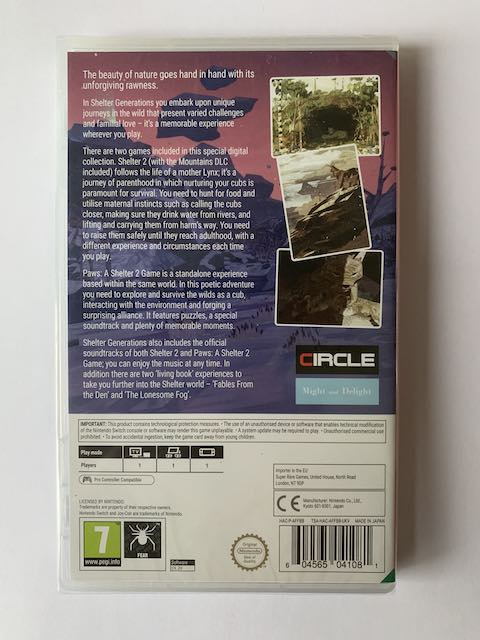 The beauty of nature goes hand in hand with its
unforgiving rawness.
In Shelter Generations you embark upon unique
journeys in the wild that present varied challenges
and familial love – it's a memorable experience
wherever you play.
There are two games included in this special digital
collection. Shelter 2 (with the Mountains DLC
included) follows the life of a mother Lynx; it's a
journey of parenthood in which nurturing your cubs is
paramount for survival. You need to hunt for food and
utilise maternal instincts such as calling the cubs
closer, making sure they drink water from rivers, and
lifting and carrying them from harm's way. You need
to raise them safely until they reach adulthood, with a
different experience and circumstances each time
you play.
Paws: A Shelter 2 Game is a standalone experience
based within the same world. In this poetic adventure
you need to explore and survive the wilds as a cub,
interacting with the environment and forging a
surprising alliance. It features puzzles, a special
soundtrack and plenty of memorable moments.
Shelter Generations also includes the official
soundtracks of both Shelter 2 and Paws: A Shelter 2
Game; you can enjoy the music at any time. In
addition there are two 'living book' experiences to
take you further into the Shelter world – 'Fables From
the Den' and 'The Lonesome Fog'.
CIRCLE
Might and Delight
IMPORTANT: This product contains technological protection measures. • The use of an unauthorised device or software that enables technical modification
of the Nintendo Switch console or software may render this game unplayable. • A system update may be required to play. • Unauthorised commercial use
prohibited. • To avoid accidental ingestion, keep the game card away from young children.
Play mode
Players 1 1 1
Pro Controller Compatible
LICENSED BY NINTENDO
Trademarks are property of their respective owners.
Nintendo Switch and Joy-Con are trademarks of Nintendo.
7
www.pegi.info
FEAR
Software
EN, ZH
Original
Nintendo
Seal of
Quality
Importer in the EU:
Super Rare Games, United House, North Road
London, N7 9DP
CE
Manufacturer: Nintendo Co., Ltd.,
Kyoto 601-8501, Japan
HAC-P-AFFBB TSA-HAC-AFFBB-UKV MADE IN JAPAN
6 04565 04108 1